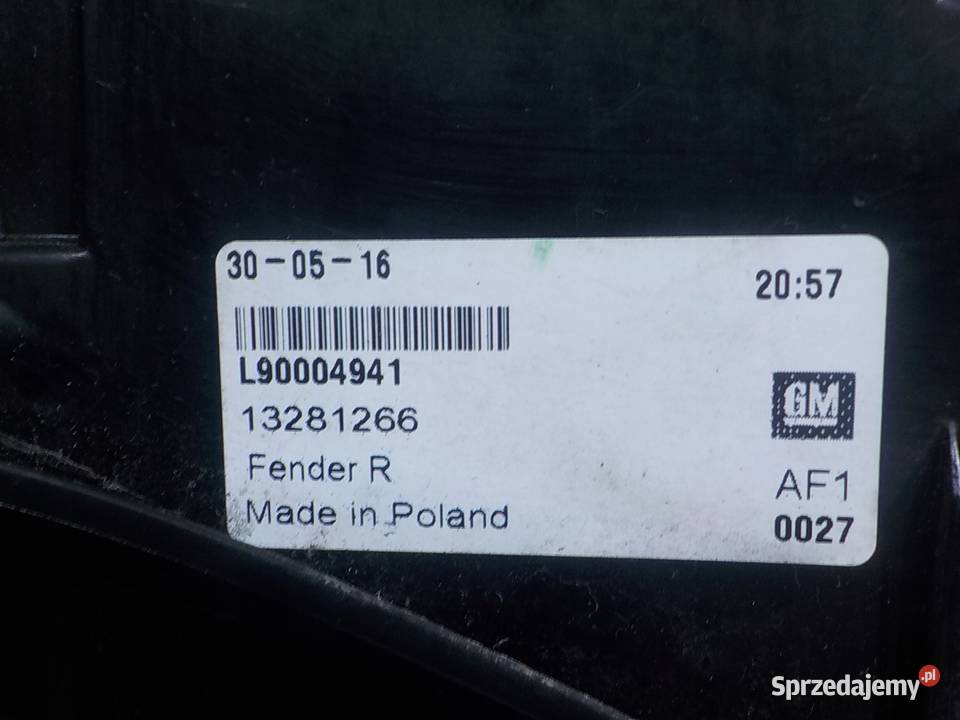 30-05-16
20:57
L90004941
13281266
GM
Fender R
AF1
Made in Poland
0027
Sprzedajemy.pl